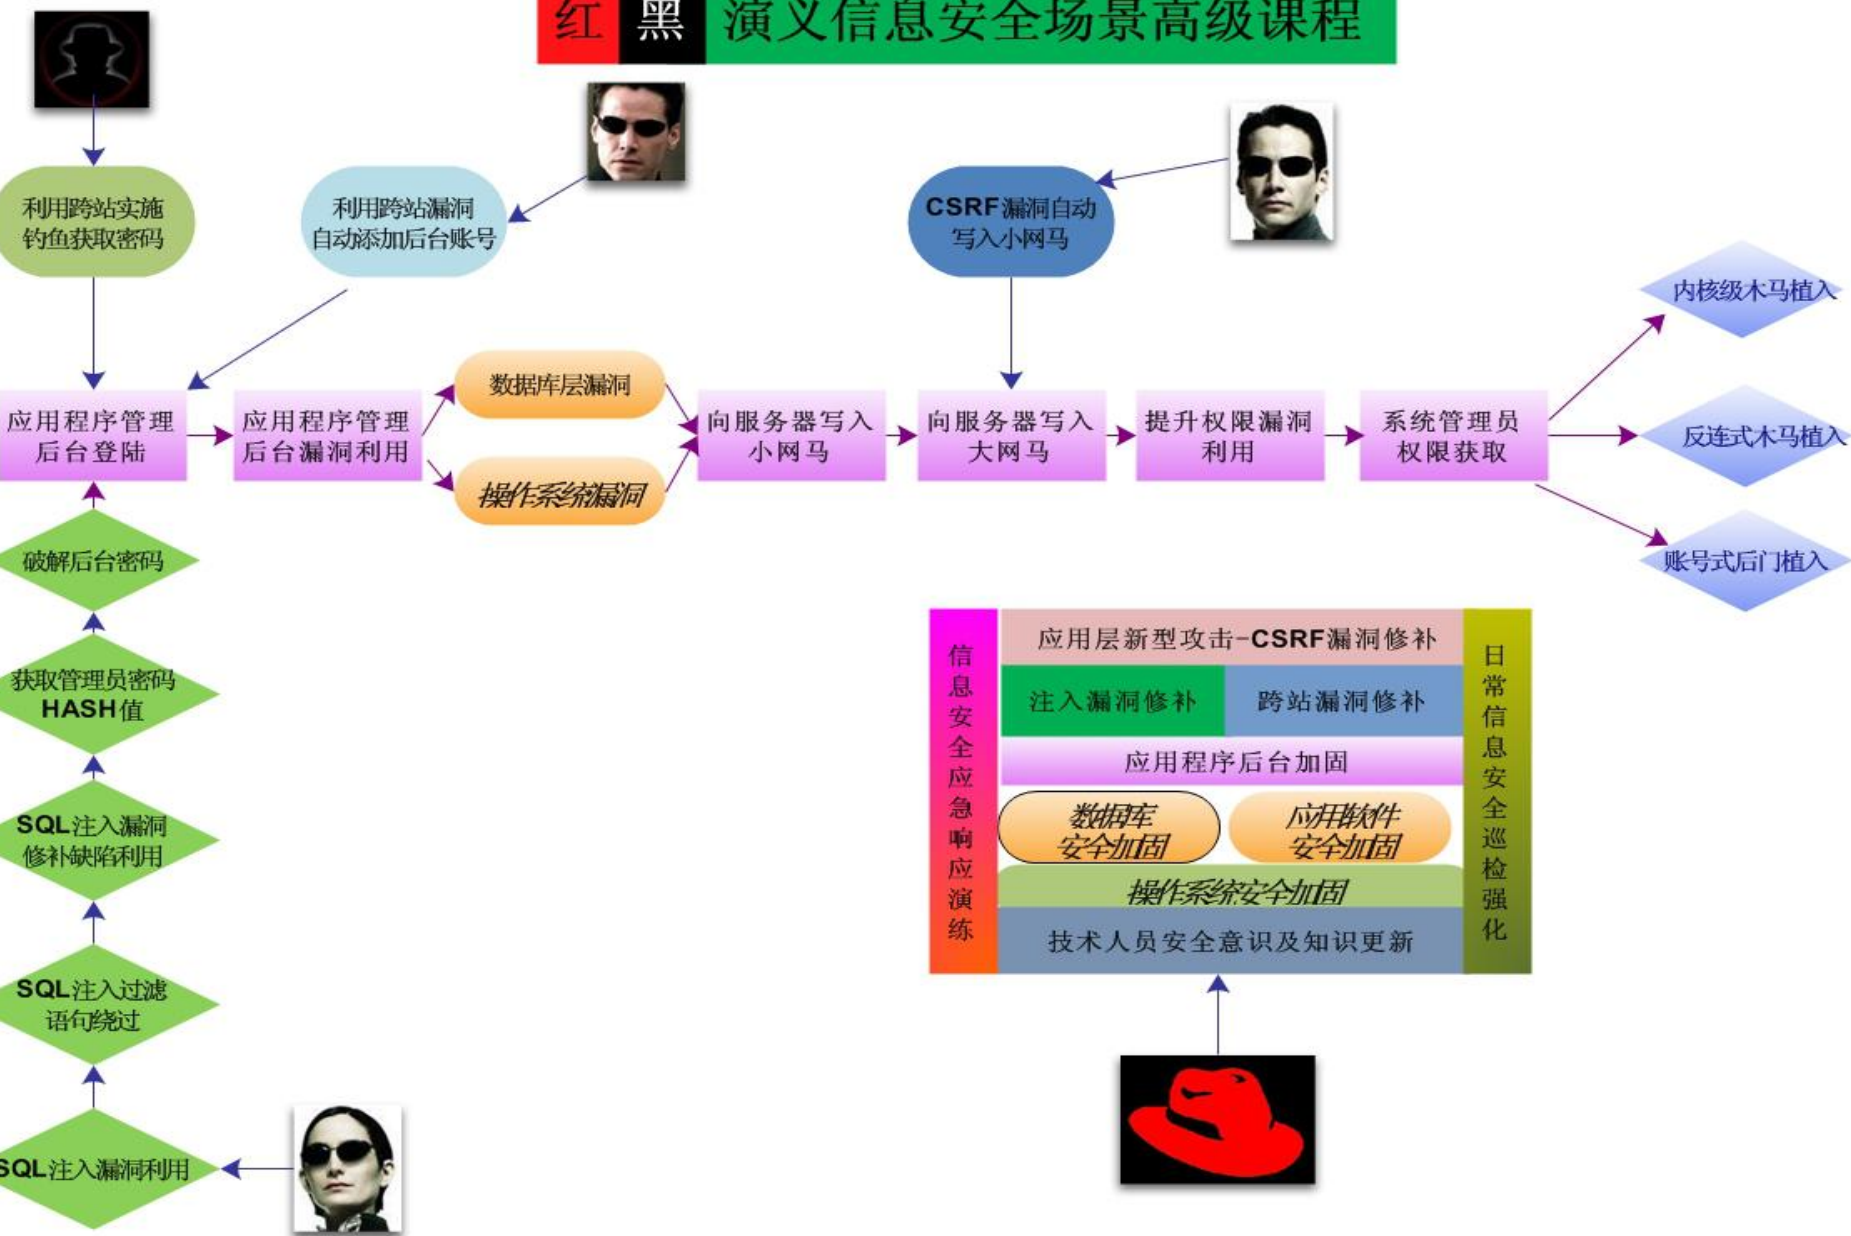 红 黑 演义信息安全场景高级课程
利用跨站实施
钓鱼获取密码
利用跨站漏洞
自动添加后台账号
CSRF漏洞自动
写入小网马
内核级木马植入
数据库层漏洞
应用程序管理
后台登陆
应用程序管理
后台漏洞利用
向服务器写入
小网马
向服务器写入
大网马
提升权限漏洞
利用
系统管理员
权限获取
反连式木马植入
操作系统漏洞
破解后台密码
账号式后门植入
获取管理员密码
HASH值
SQL注入漏洞
修补缺陷利用
SQL注入过滤
语句绕过
SQL注入漏洞利用
信息安全应急响应演练
应用层新型攻击-CSRF漏洞修补
注入漏洞修补
跨站漏洞修补
应用程序后台加固
数据库
安全加固
应用软件
安全加固
操作系统安全加固
技术人员安全意识及知识更新
日常信息安全巡检强化